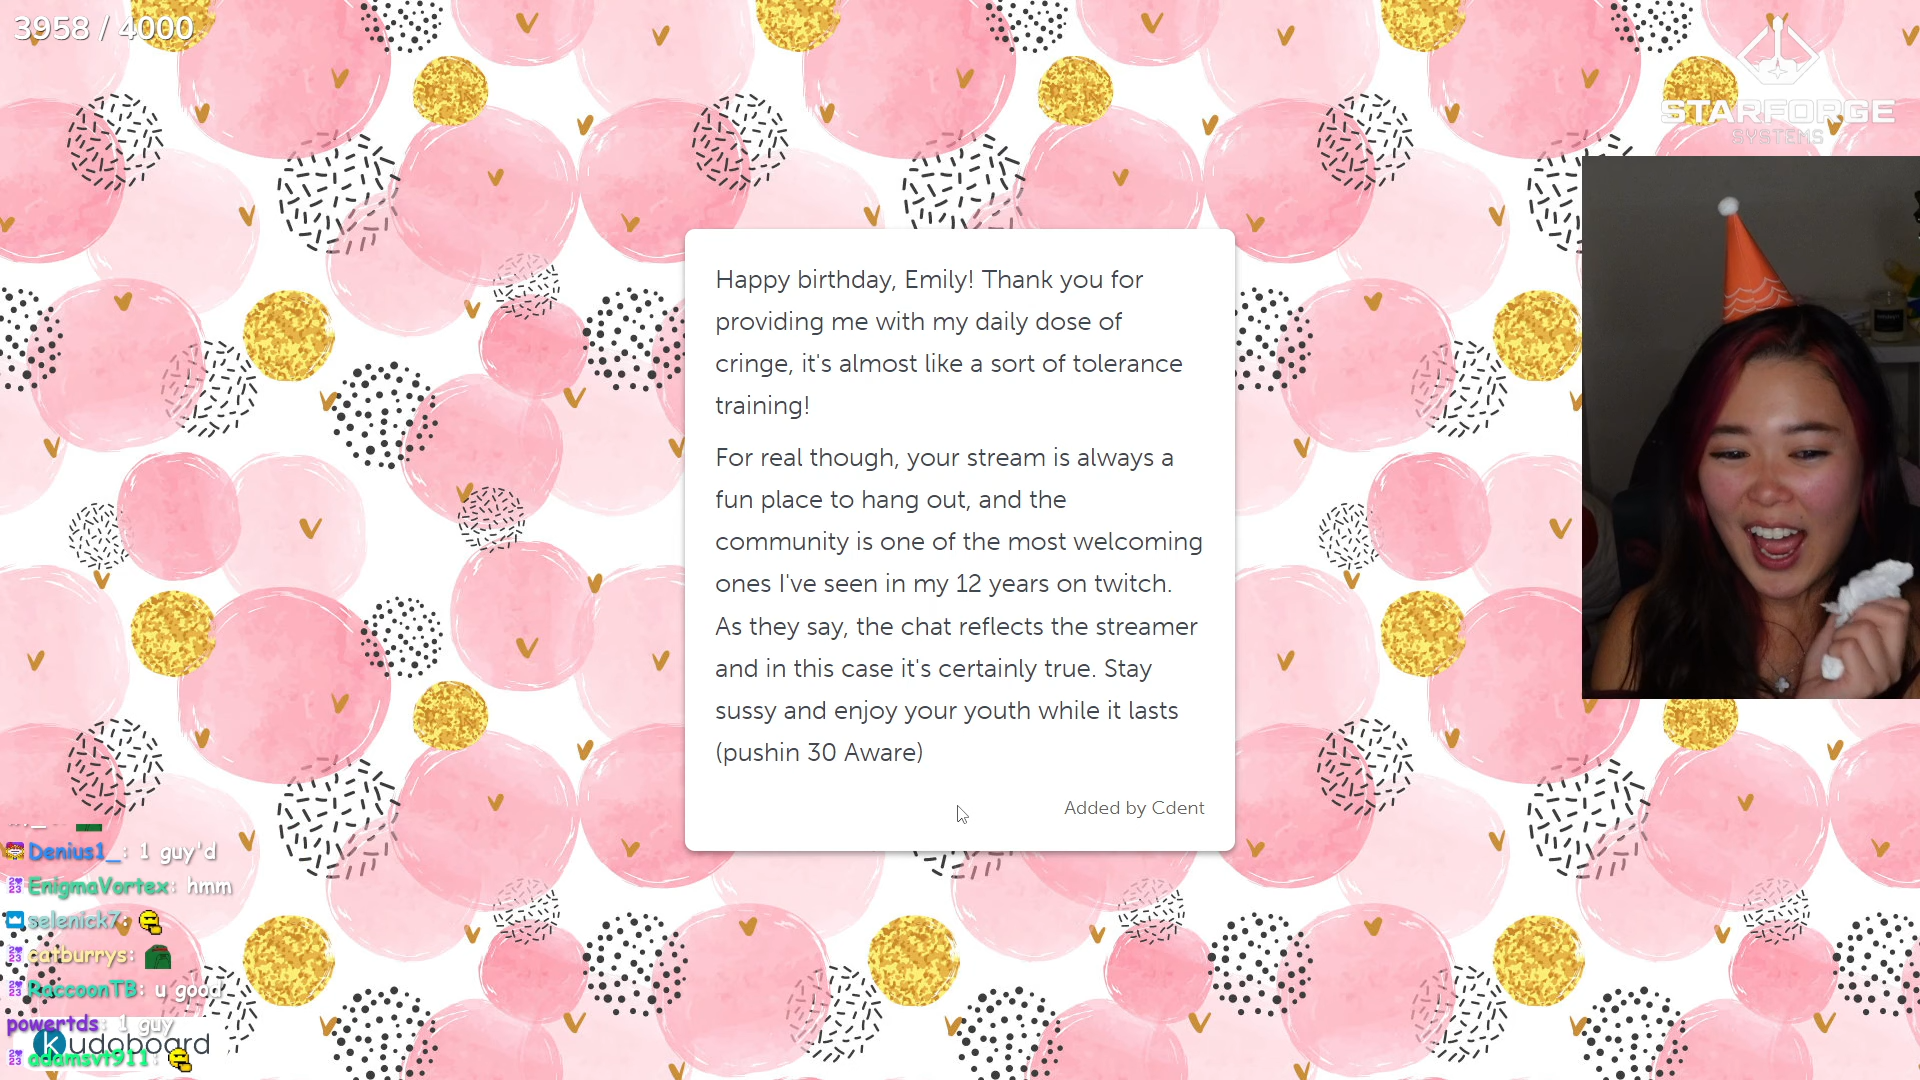 3958 / 4000
STARFORGE
SYSTEMS
Happy birthday, Emily! Thank you for
providing me with my daily dose of
cringe, it's almost like a sort of tolerance
training!
For real though, your stream is always a
fun place to hang out, and the
community is one of the most welcoming
ones I've seen in my 12 years on twitch.
As they say, the chat reflects the streamer
and in this case it's certainly true. Stay
sussy and enjoy your youth while it lasts
(pushin 30 Aware)
Added by Cdent
Denius1_: 1 guy'd
EnigmaVortex: hmm
selenick7:
catburrys:
RaccoonTB: u good
powertds: 1 guy
kudoboard
adamsvt911: